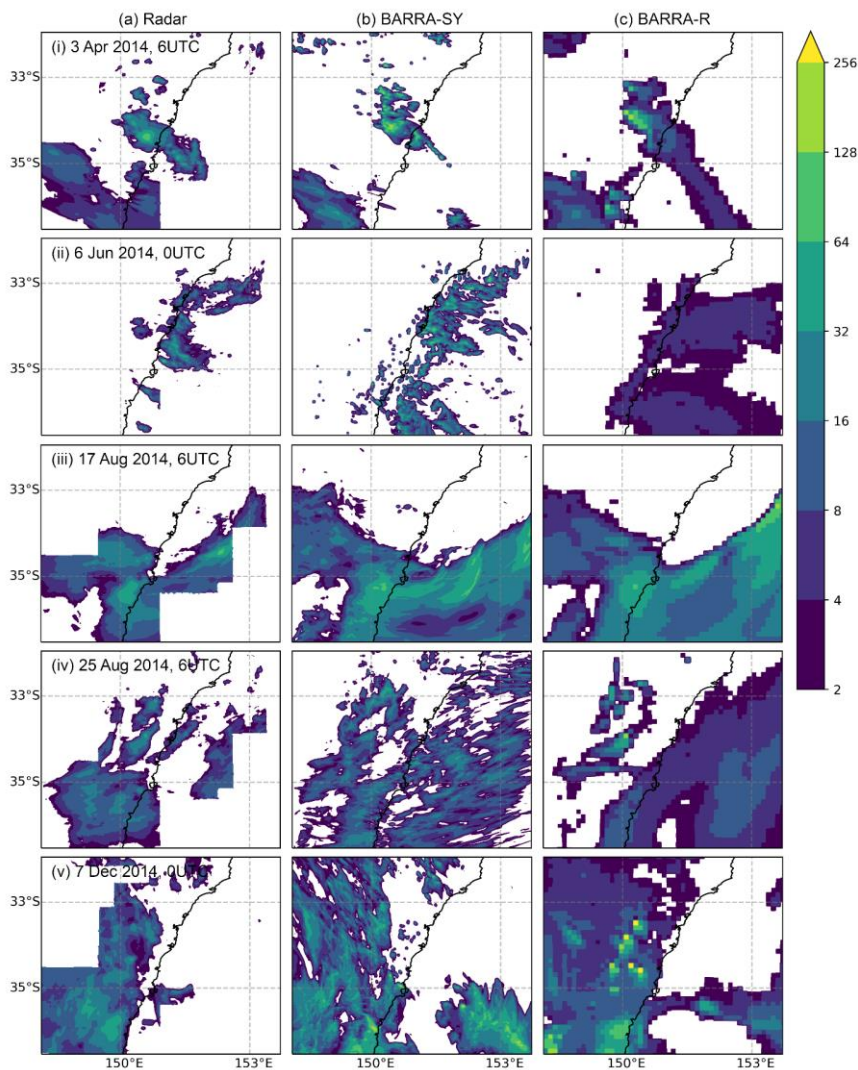 (a) Radar (b) BARRA-SY (c) BARRA-R
(i) 3 Apr 2014, 6UTC
33°S
35°S
(ii) 6 Jun 2014, 0UTC
33°S
35°S
(iii) 17 Aug 2014, 6UTC
33°S
35°S
(iv) 25 Aug 2014, 6UTC
33°S
35°S
(v) 7 Dec 2014, 0UTC
33°S
35°S
150°E 153°E 150°E 153°E 150°E 153°E
256
128
64
32
16
8
4
2